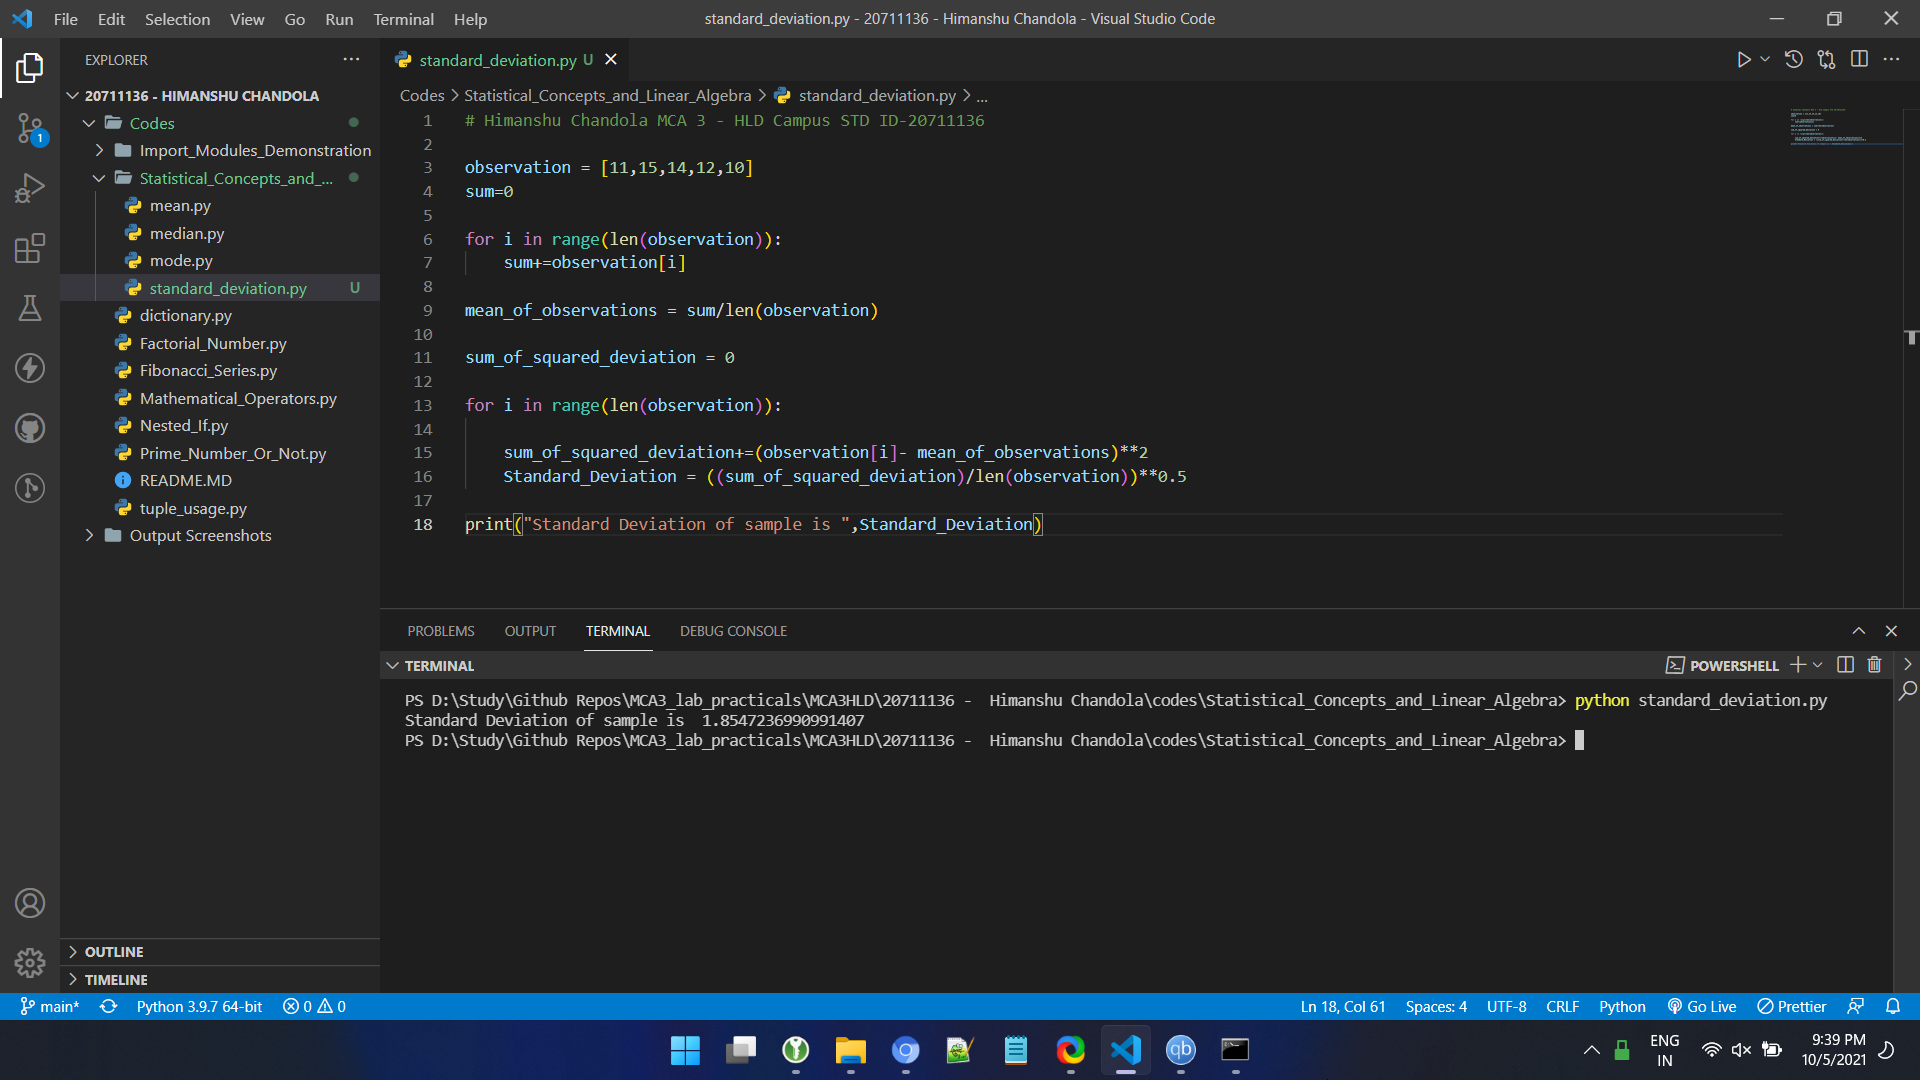 File Edit Selection View Go Run Terminal Help
standard_deviation.py - 20711136 - Himanshu Chandola - Visual Studio Code
EXPLORER
20711136 - HIMANSHU CHANDOLA
Codes
Import_Modules_Demonstration
Statistical_Concepts_and_...
mean.py
median.py
mode.py
standard_deviation.py U
dictionary.py
Factorial_Number.py
Fibonacci_Series.py
Mathematical_Operators.py
Nested_If.py
Prime_Number_Or_Not.py
README.MD
tuple_usage.py
Output Screenshots
OUTLINE
TIMELINE
1
standard_deviation.py U
Codes > Statistical_Concepts_and_Linear_Algebra > standard_deviation.py > ...
1 # Himanshu Chandola MCA 3 - HLD Campus STD ID-20711136
2
3 observation = [11,15,14,12,10]
4 sum=0
5
6 for i in range(len(observation)):
7 sum+=observation[i]
8
9 mean_of_observations = sum/len(observation)
10
11 sum_of_squared_deviation = 0
12
13 for i in range(len(observation)):
14
15 sum_of_squared_deviation+=(observation[i]- mean_of_observations)**2
16 Standard_Deviation = ((sum_of_squared_deviation)/len(observation))**0.5
17
18 print("Standard Deviation of sample is ",Standard_Deviation)
PROBLEMS OUTPUT TERMINAL DEBUG CONSOLE
TERMINAL
POWERSHELL
PS D:\Study\Github Repos\MCA3_lab_practicals\MCA3HLD\20711136 -  Himanshu Chandola\codes\Statistical_Concepts_and_Linear_Algebra> python standard_deviation.py
Standard Deviation of sample is  1.8547236990991407
PS D:\Study\Github Repos\MCA3_lab_practicals\MCA3HLD\20711136 -  Himanshu Chandola\codes\Statistical_Concepts_and_Linear_Algebra>
main* Python 3.9.7 64-bit 0 0
Ln 18, Col 61 Spaces: 4 UTF-8 CRLF Python Go Live Prettier
qb
ENG
IN
9:39 PM
10/5/2021